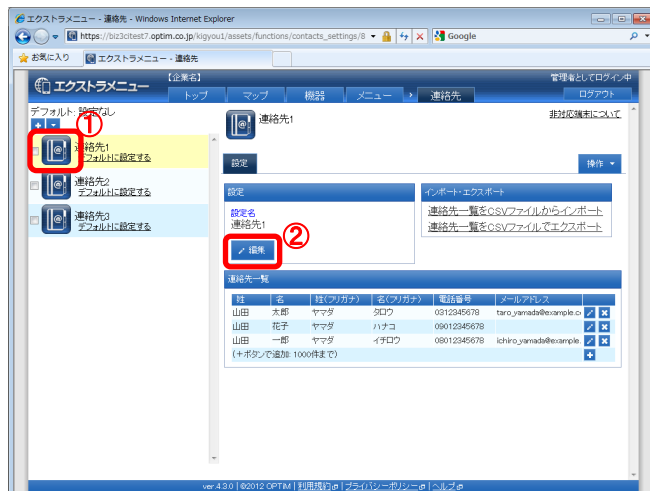 エクストラメニュー - 連絡先 - Windows Internet Explorer
https://biz3citest7.optim.co.jp/kigyou1/assets/functions/contacts_settings/8
Google
お気に入り
エクストラメニュー - 連絡先
エクストラメニュー
【企業名】
管理者としてログイン中
トップ
マップ
機器
メニュー
連絡先
ログアウト
デフォルト: 設定なし
①
連絡先1
デフォルトに設定する
連絡先2
デフォルトに設定する
連絡先3
デフォルトに設定する
連絡先1
非対応端末について
設定
操作
設定
設定名
連絡先1
②
編集
インポート・エクスポート
連絡先一覧をCSVファイルからインポート
連絡先一覧をCSVファイルでエクスポート
連絡先一覧
姓 名 姓(フリガナ) 名(フリガナ) 電話番号 メールアドレス
山田 太郎 ヤマダ タロウ 0312345678 taro_yamada@example.c
山田 花子 ヤマダ ハナコ 09012345678
山田 一郎 ヤマダ イチロウ 08012345678 ichiro_yamada@example.
(+ボタンで追加: 1000件まで)
ver.4.3.0 | ©2012 OPTiM | 利用規約 | プライバシーポリシー | ヘルプ